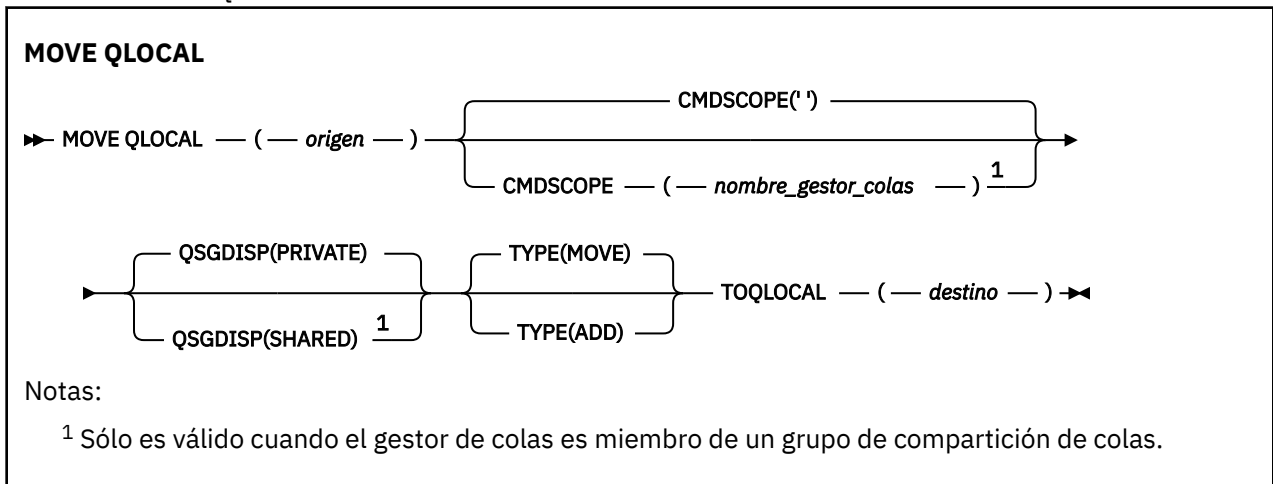 MOVE QLOCAL
CMDSCOPE(' ')
MOVE QLOCAL ( origen )
CMDSCOPE ( nombre_gestor_colas ) 1
QSGDISP(PRIVATE) TYPE(MOVE)
TOQLOCAL ( destino )
QSGDISP(SHARED) 1 TYPE(ADD)
Notas:
1 Sólo es válido cuando el gestor de colas es miembro de un grupo de compartición de colas.